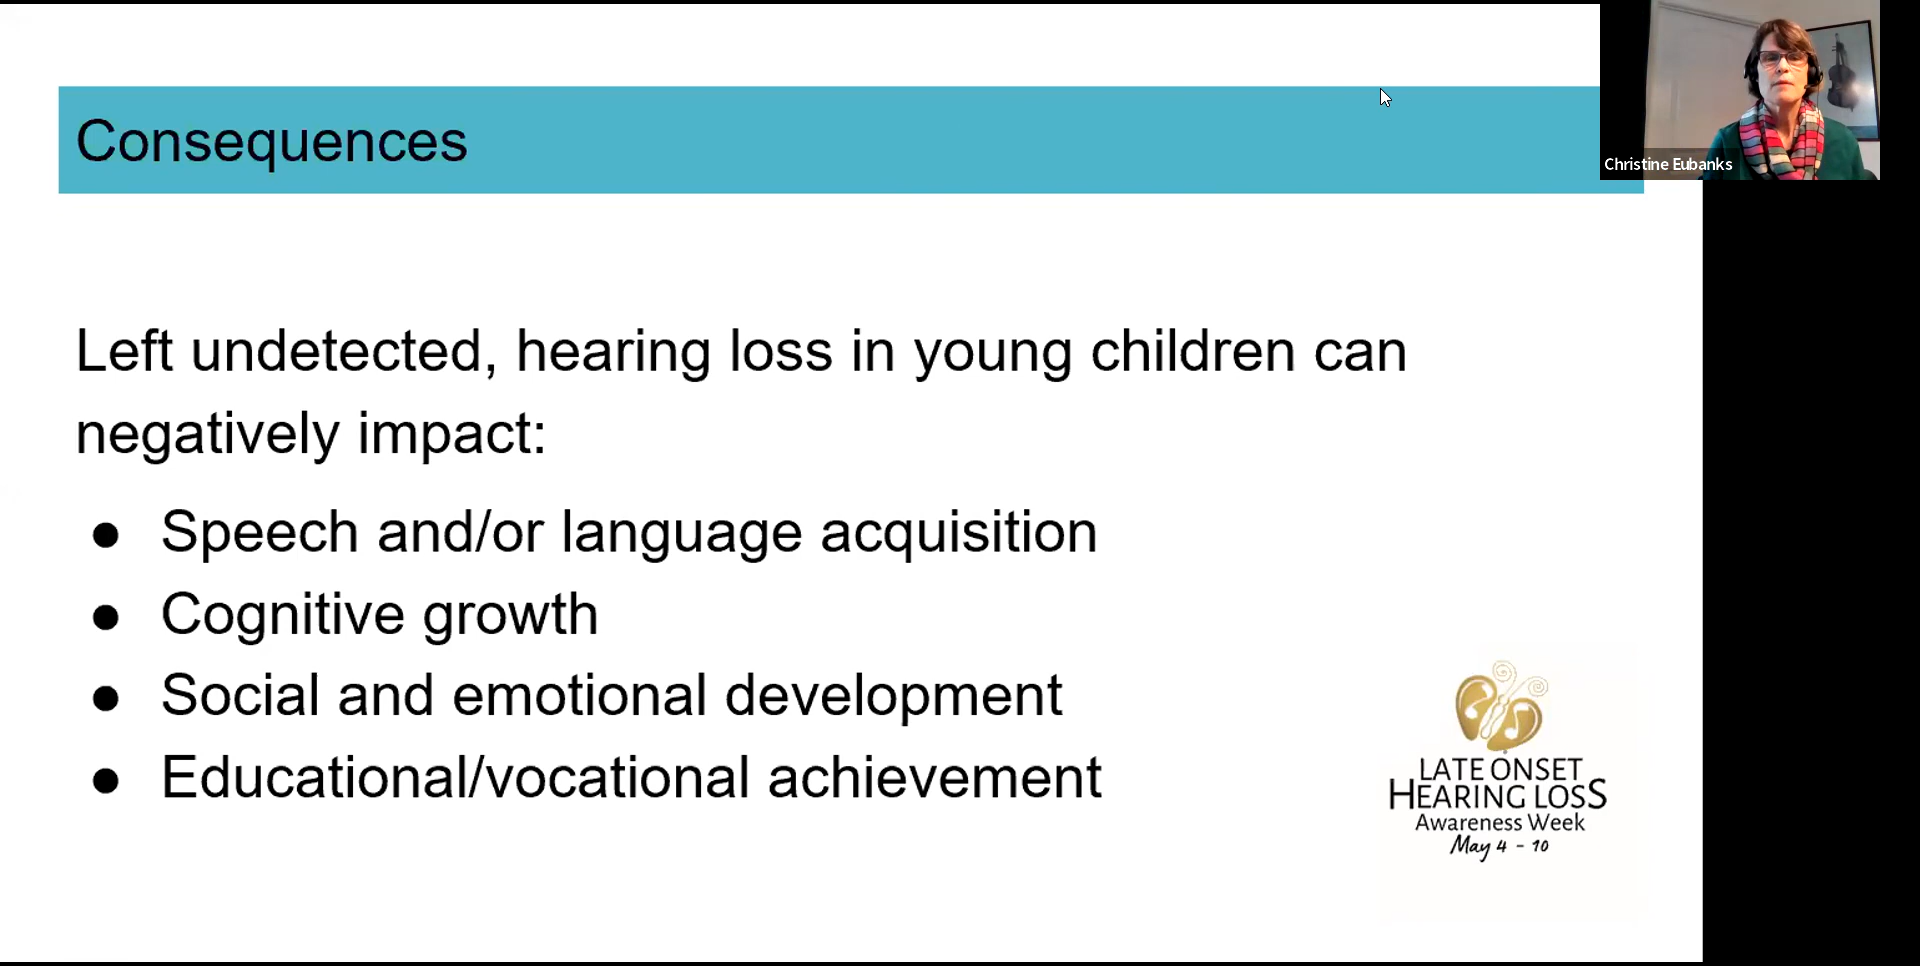 Consequences
Christine Eubanks
Left undetected, hearing loss in young children can
negatively impact:
● Speech and/or language acquisition
● Cognitive growth
● Social and emotional development
● Educational/vocational achievement
LATE ONSET
HEARING LOSS
Awareness Week
May 4 - 10